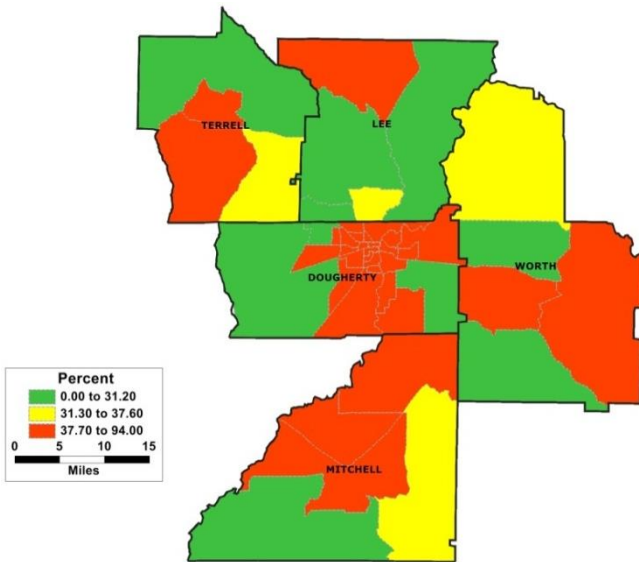 TERRELL
LEE
DOUGHERTY
WORTH
Percent
0.00 to 31.20
31.30 to 37.60
37.70 to 94.00
0 5 10 15
Miles
MITCHELL